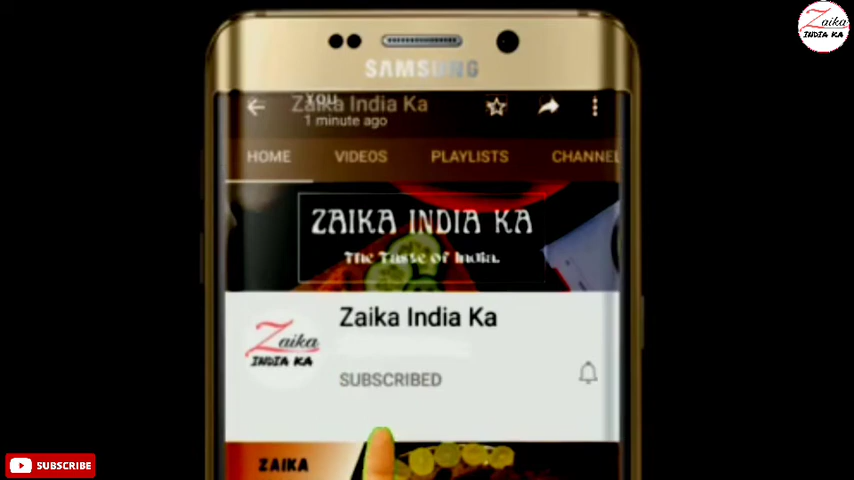 Zaika
INDIA KA
SAMSUNG
YOU
Zaika India Ka
1 minute ago
HOME VIDEOS PLAYLISTS CHANNEL
ZAIKA INDIA KA
The Taste of India.
Zaika India Ka
Zaika
INDIA KA
SUBSCRIBED
SUBSCRIBE
ZAIKA